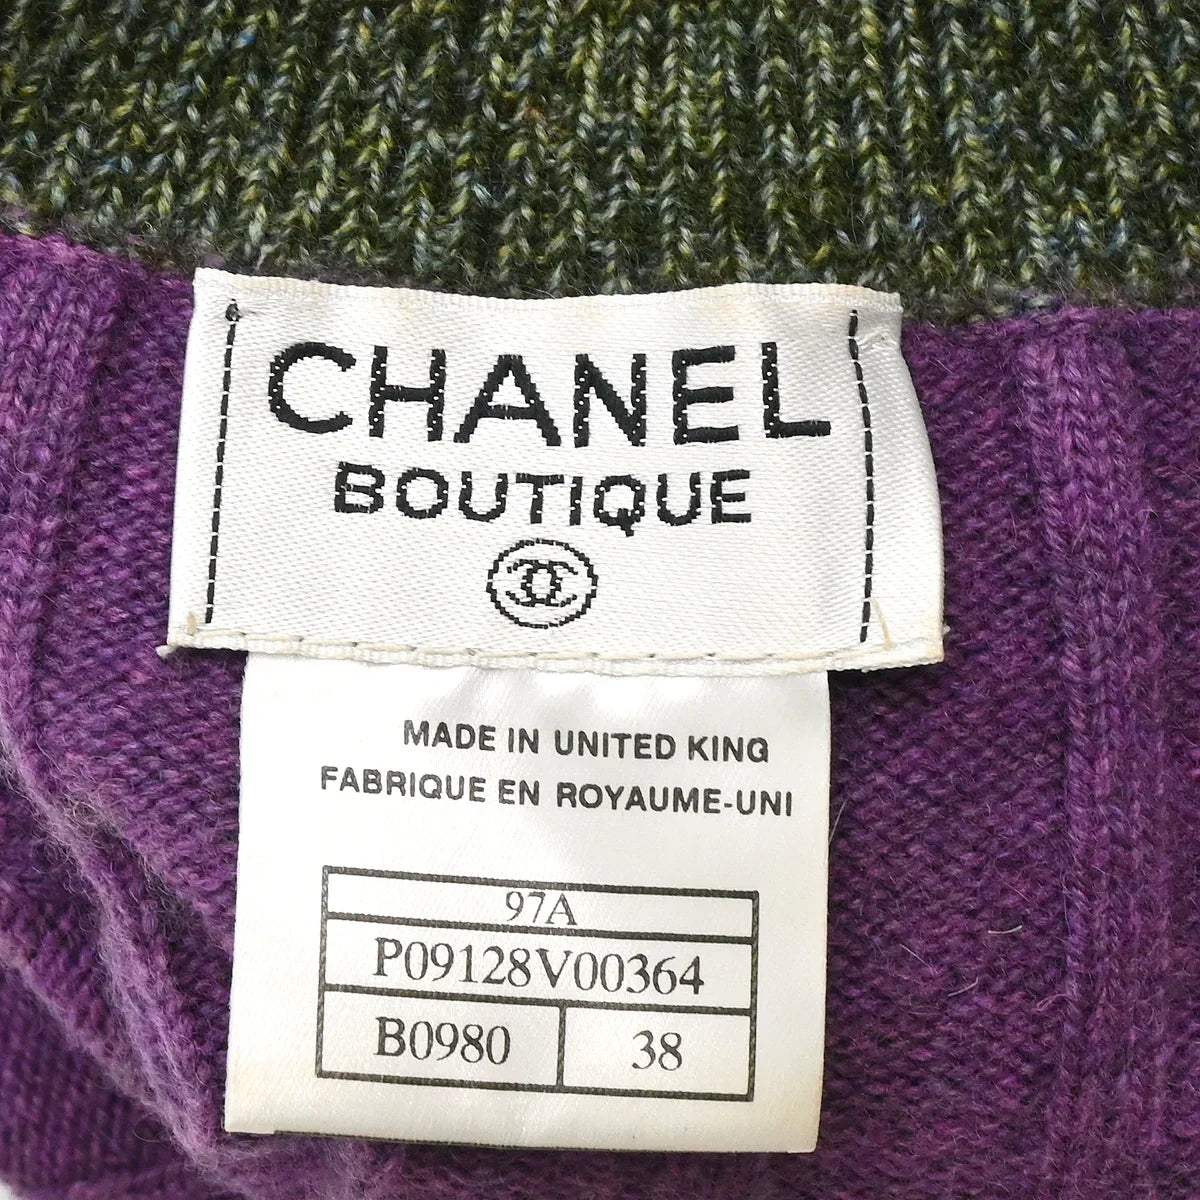 CHANEL
BOUTIQUE
MADE IN UNITED KING
FABRIQUE EN ROYAUME-UNI
97A
P09128V00364
B0980 38